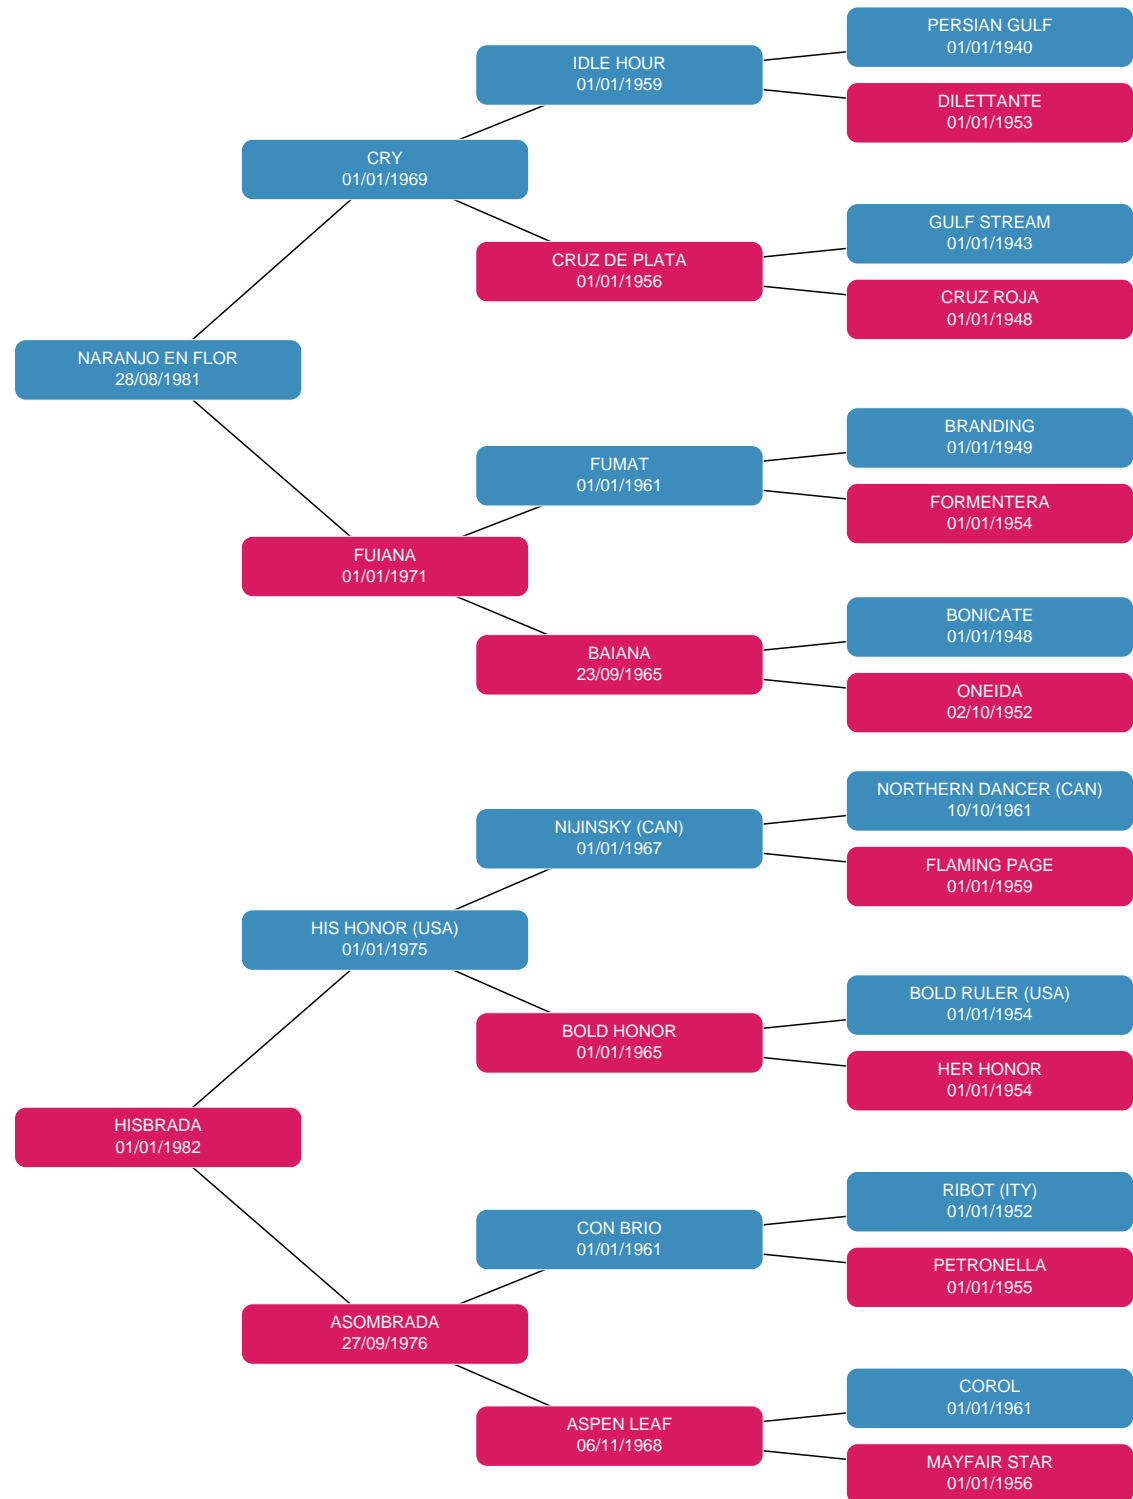 PERSIAN GULF
01/01/1940
IDLE HOUR
01/01/1959
DILETTANTE
01/01/1953
CRY
01/01/1969
GULF STREAM
01/01/1943
CRUZ DE PLATA
01/01/1956
CRUZ ROJA
01/01/1948
NARANJO EN FLOR
28/08/1981
BRANDING
01/01/1949
FUMAT
01/01/1961
FORMENTERA
01/01/1954
FUIANA
01/01/1971
BONICATE
01/01/1948
BAIANA
23/09/1965
ONEIDA
02/10/1952
NORTHERN DANCER (CAN)
10/10/1961
NIJINSKY (CAN)
01/01/1967
FLAMING PAGE
01/01/1959
HIS HONOR (USA)
01/01/1975
BOLD RULER (USA)
01/01/1954
BOLD HONOR
01/01/1965
HER HONOR
01/01/1954
HISBRADA
01/01/1982
RIBOT (ITY)
01/01/1952
CON BRIO
01/01/1961
PETRONELLA
01/01/1955
ASOMBRADA
27/09/1976
COROL
01/01/1961
ASPEN LEAF
06/11/1968
MAYFAIR STAR
01/01/1956